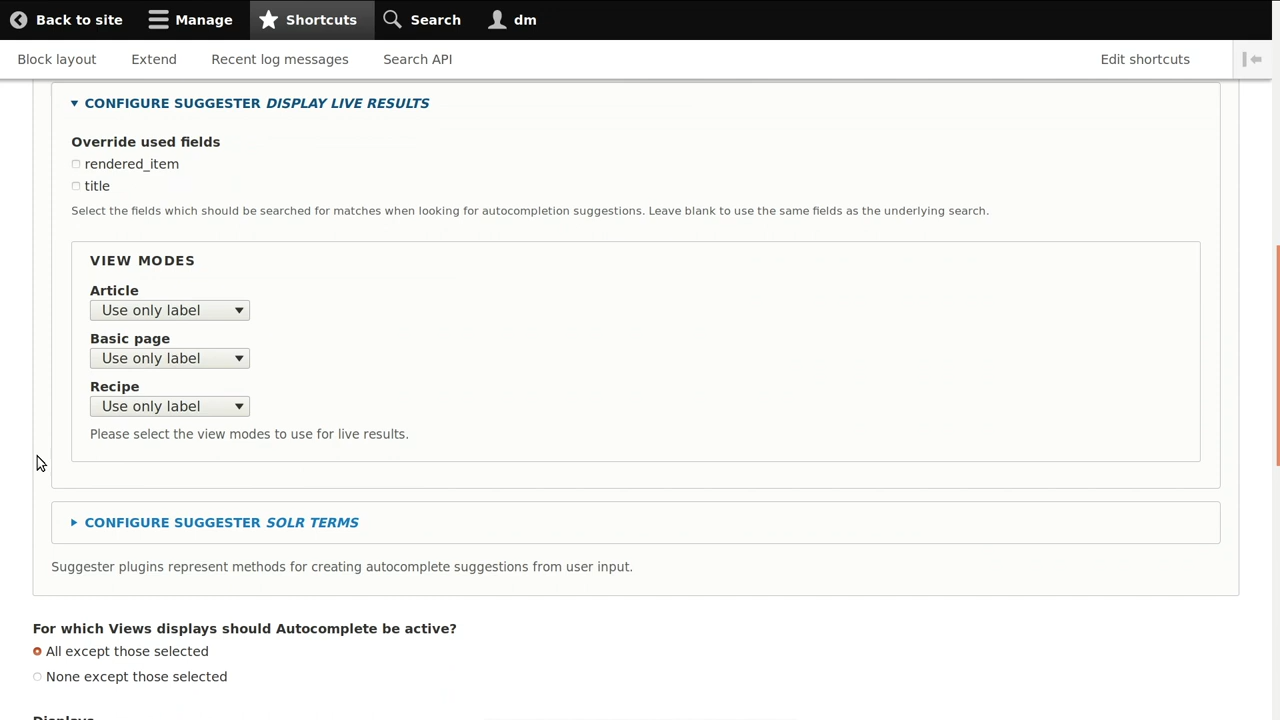 Back to site Manage Shortcuts Search dm
Block layout Extend Recent log messages Search API Edit shortcuts
CONFIGURE SUGGESTER DISPLAY LIVE RESULTS
Override used fields
rendered_item
title
Select the fields which should be searched for matches when looking for autocompletion suggestions. Leave blank to use the same fields as the underlying search.
VIEW MODES
Article
Use only label
Basic page
Use only label
Recipe
Use only label
Please select the view modes to use for live results.
CONFIGURE SUGGESTER SOLR TERMS
Suggester plugins represent methods for creating autocomplete suggestions from user input.
For which Views displays should Autocomplete be active?
All except those selected
None except those selected
Displays